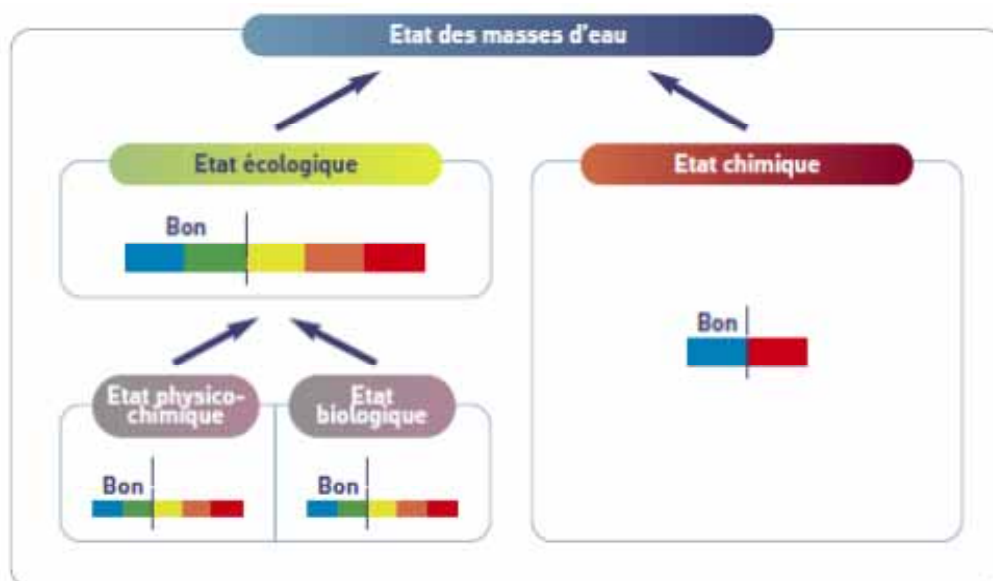 Etat des masses d'eau
Etat écologique
Etat chimique
Bon
Bon
Etat physico-
chimique
Etat
biologique
Bon
Bon